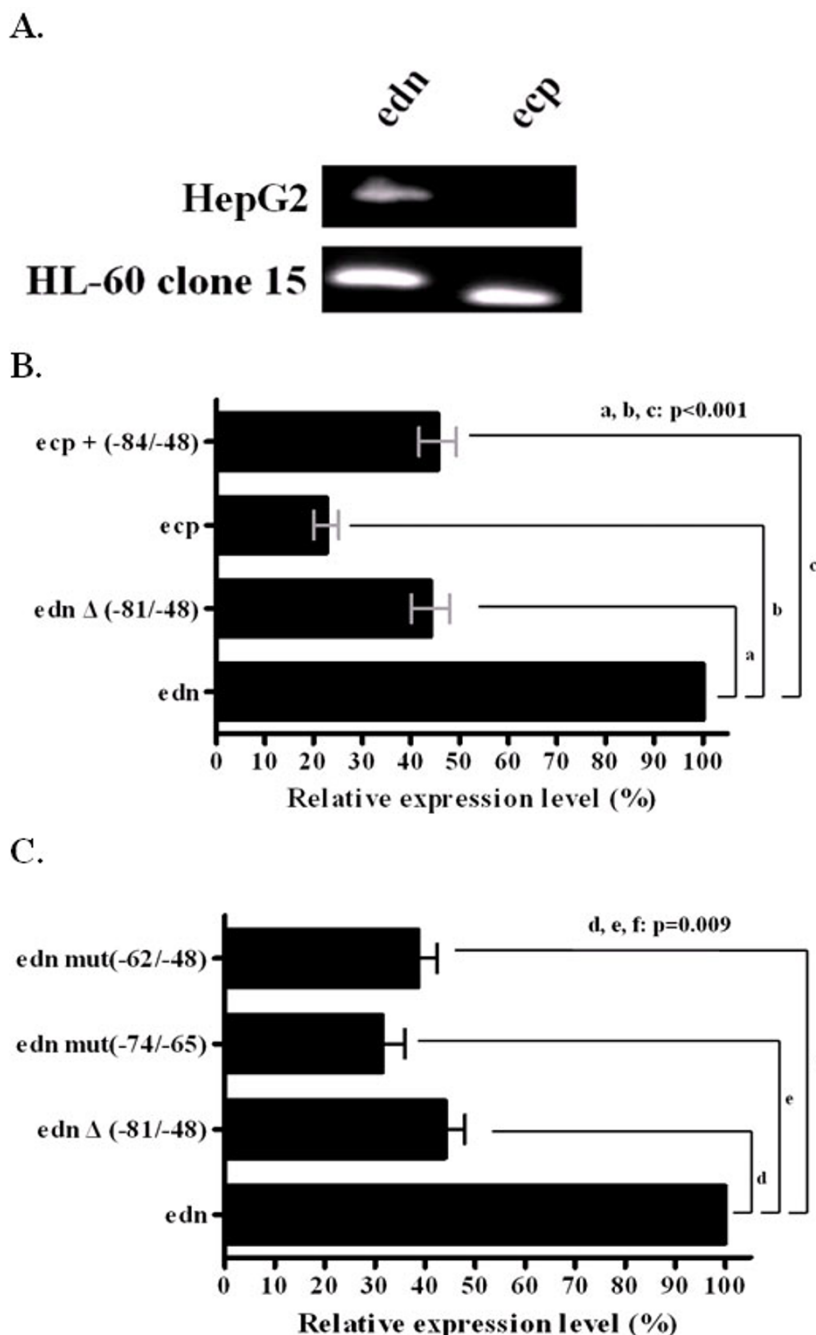 A.
edn ecp
HepG2
HL-60 clone 15
B.
a, b, c: p<0.001
ecp + (-84/-48)
ecp
edn Δ (-81/-48)
edn
a
b
c
0 10 20 30 40 50 60 70 80 90 100
Relative expression level (%)
C.
d, e, f: p=0.009
edn mut(-62/-48)
edn mut(-74/-65)
edn Δ (-81/-48)
edn
d
e
0 10 20 30 40 50 60 70 80 90 100
Relative expression level (%)